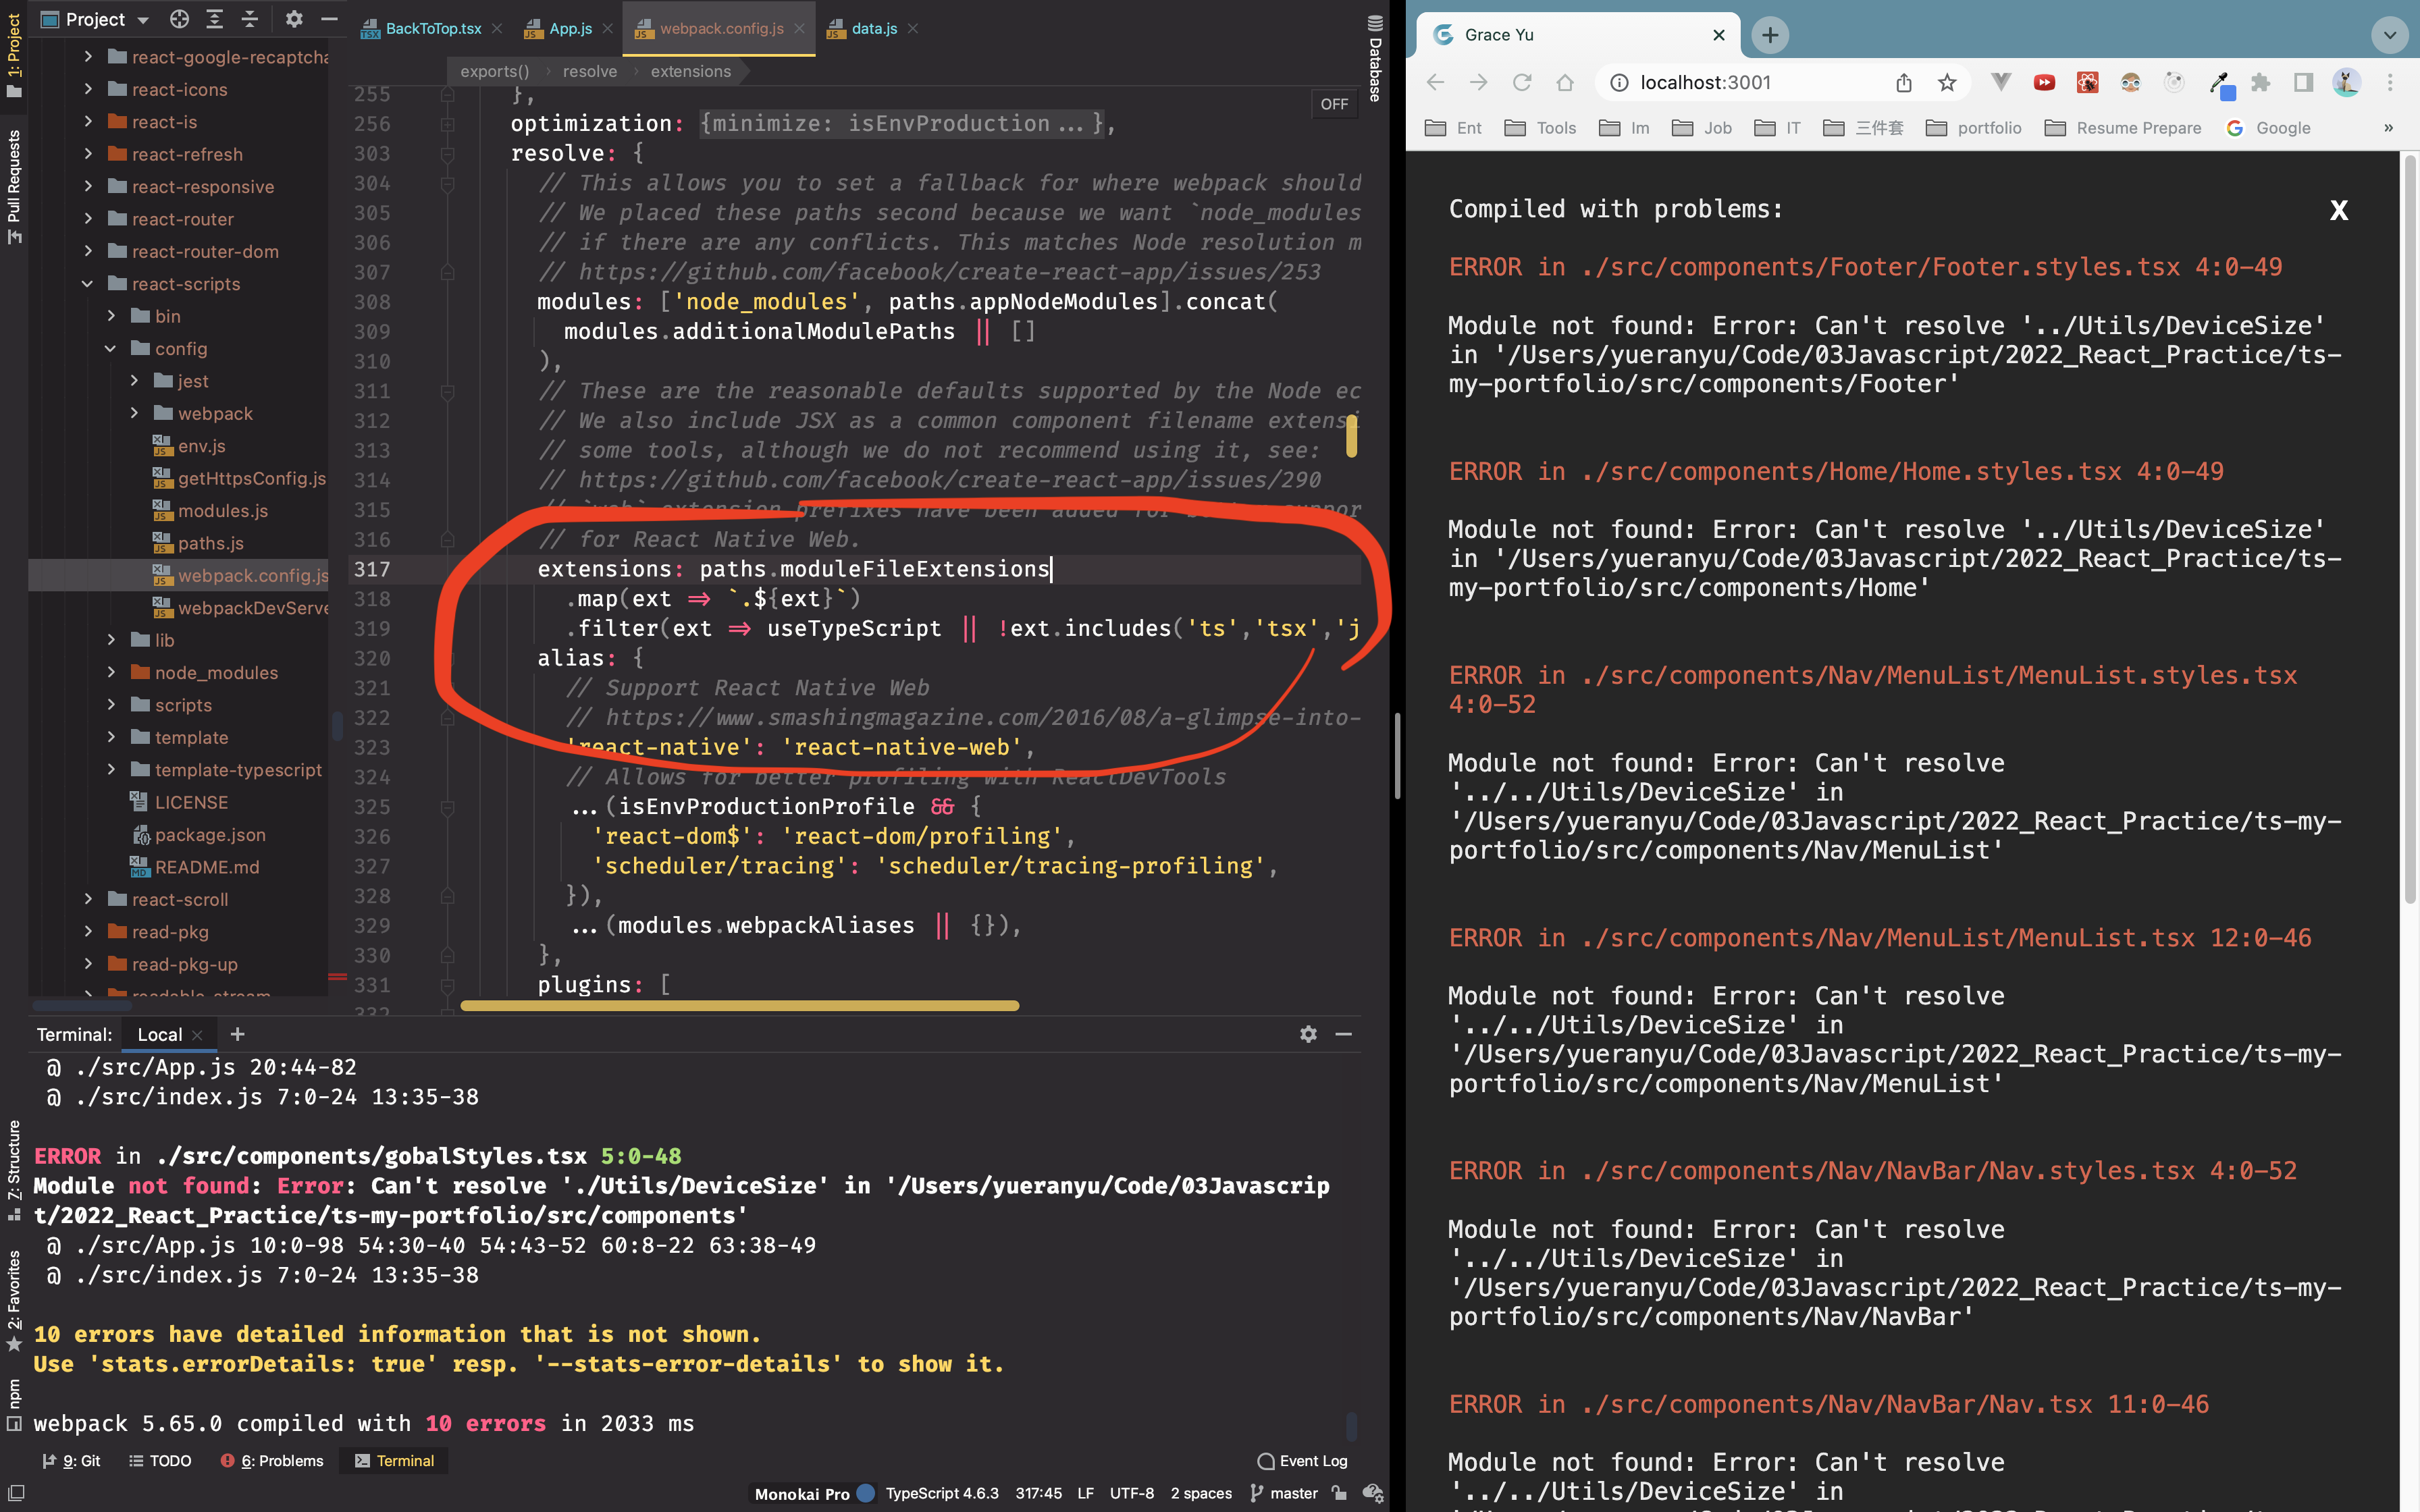 1: Project
Pull Requests
7: Structure
2: Favorites
npm
Project
react-google-recaptcha
react-icons
react-is
react-refresh
react-responsive
react-router
react-router-dom
react-scripts
bin
config
jest
webpack
env.js
getHttpsConfig.js
modules.js
paths.js
webpack.config.js
webpackDevServe
lib
node_modules
scripts
template
template-typescript
LICENSE
package.json
README.md
react-scroll
read-pkg
read-pkg-up
readable-stream
BackToTop.tsx
App.js
webpack.config.js
data.js
Database
exports() › resolve › extensions
OFF
255 },
256 optimization: {minimize: isEnvProduction...},
303 resolve: {
304 // This allows you to set a fallback for where webpack should
305 // We placed these paths second because we want `node_modules
306 // if there are any conflicts. This matches Node resolution m
307 // https://github.com/facebook/create-react-app/issues/253
308 modules: ['node_modules', paths.appNodeModules].concat(
309 modules.additionalModulePaths || []
310 ),
311 // These are the reasonable defaults supported by the Node ec
312 // We also include JSX as a common component filename extensi
313 // some tools, although we do not recommend using it, see:
314 // https://github.com/facebook/create-react-app/issues/290
315 // `web` extension prefixes have been added for better suppor
316 // for React Native Web.
317 extensions: paths.moduleFileExtensions
318 .map(ext => `.${ext}`)
319 .filter(ext => useTypeScript || !ext.includes('ts','tsx','j
320 alias: {
321 // Support React Native Web
322 // https://www.smashingmagazine.com/2016/08/a-glimpse-into-
323 'react-native': 'react-native-web',
324 // Allows for better profiling with ReactDevTools
325 ...(isEnvProductionProfile && {
326 'react-dom$': 'react-dom/profiling',
327 'scheduler/tracing': 'scheduler/tracing-profiling',
328 }),
329 ...(modules.webpackAliases || {}),
330 },
331 plugins: [
332
Terminal: Local +
@ ./src/App.js 20:44-82
@ ./src/index.js 7:0-24 13:35-38
ERROR in ./src/components/gobalStyles.tsx 5:0-48
Module not found: Error: Can't resolve './Utils/DeviceSize' in '/Users/yueranyu/Code/03Javascrip
t/2022_React_Practice/ts-my-portfolio/src/components'
@ ./src/App.js 10:0-98 54:30-40 54:43-52 60:8-22 63:38-49
@ ./src/index.js 7:0-24 13:35-38
10 errors have detailed information that is not shown.
Use 'stats.errorDetails: true' resp. '--stats-error-details' to show it.
webpack 5.65.0 compiled with 10 errors in 2033 ms
9: Git TODO 6: Problems Terminal Event Log
Monokai Pro TypeScript 4.6.3 317:45 LF UTF-8 2 spaces master
Grace Yu
localhost:3001
Ent Tools Im Job IT 三件套 portfolio Resume Prepare Google »
Compiled with problems: X
ERROR in ./src/components/Footer/Footer.styles.tsx 4:0-49
Module not found: Error: Can't resolve '../Utils/DeviceSize'
in '/Users/yueranyu/Code/03Javascript/2022_React_Practice/ts-
my-portfolio/src/components/Footer'
ERROR in ./src/components/Home/Home.styles.tsx 4:0-49
Module not found: Error: Can't resolve '../Utils/DeviceSize'
in '/Users/yueranyu/Code/03Javascript/2022_React_Practice/ts-
my-portfolio/src/components/Home'
ERROR in ./src/components/Nav/MenuList/MenuList.styles.tsx
4:0-52
Module not found: Error: Can't resolve
'../../Utils/DeviceSize' in
'/Users/yueranyu/Code/03Javascript/2022_React_Practice/ts-my-
portfolio/src/components/Nav/MenuList'
ERROR in ./src/components/Nav/MenuList/MenuList.tsx 12:0-46
Module not found: Error: Can't resolve
'../../Utils/DeviceSize' in
'/Users/yueranyu/Code/03Javascript/2022_React_Practice/ts-my-
portfolio/src/components/Nav/MenuList'
ERROR in ./src/components/Nav/NavBar/Nav.styles.tsx 4:0-52
Module not found: Error: Can't resolve
'../../Utils/DeviceSize' in
'/Users/yueranyu/Code/03Javascript/2022_React_Practice/ts-my-
portfolio/src/components/Nav/NavBar'
ERROR in ./src/components/Nav/NavBar/Nav.tsx 11:0-46
Module not found: Error: Can't resolve
'../../Utils/DeviceSize' in